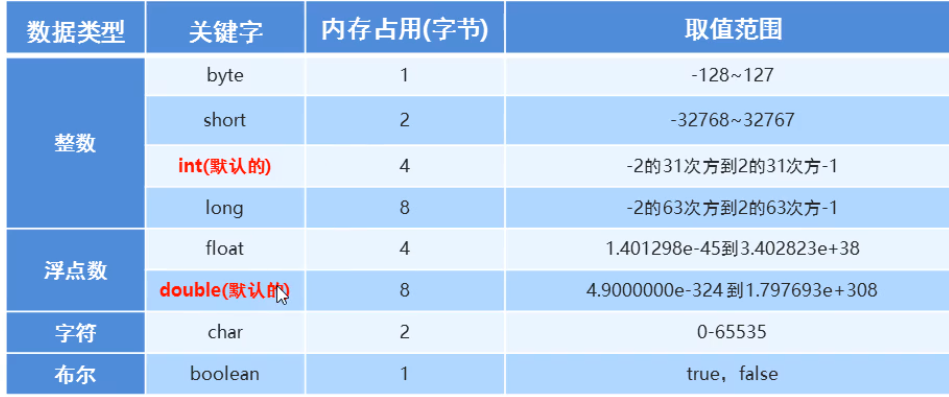 数据类型 关键字 内存占用(字节) 取值范围
整数 byte 1 -128~127
short 2 -32768~32767
int(默认的) 4 -2的31次方到2的31次方-1
long 8 -2的63次方到2的63次方-1
浮点数 float 4 1.401298e-45到3.402823e+38
double(默认的) 8 4.9000000e-324到1.797693e+308
字符 char 2 0-65535
布尔 boolean 1 true，false